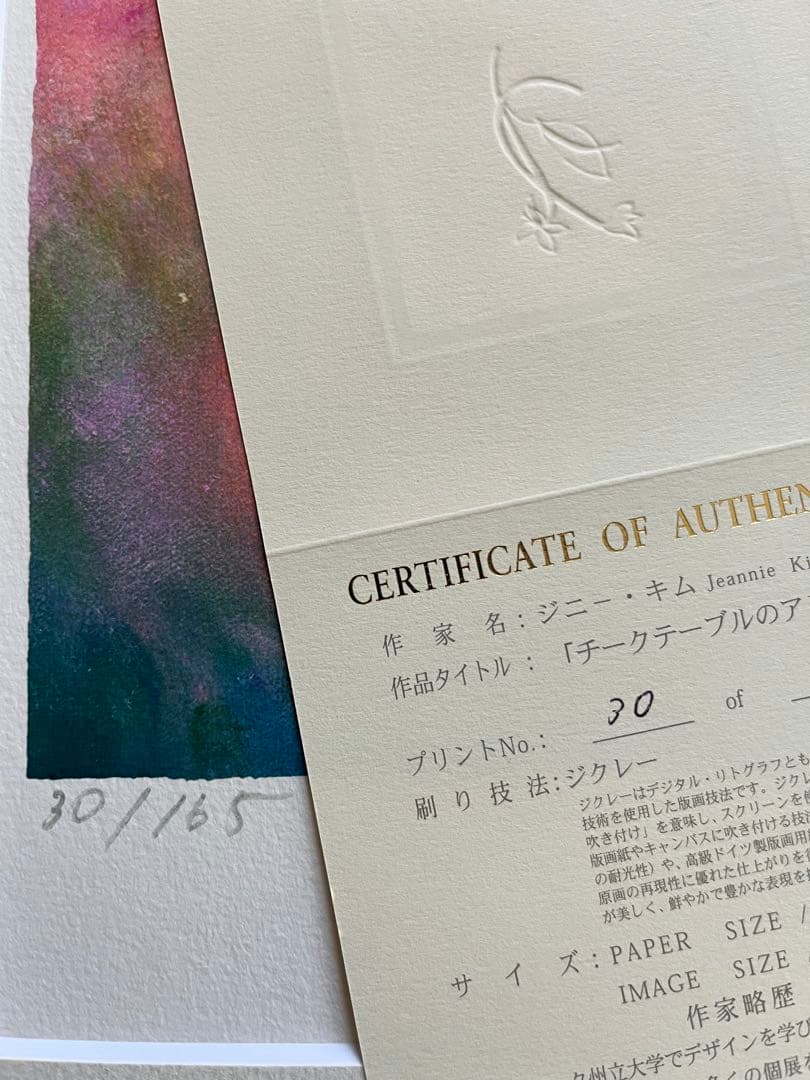 CERTIFICATE OF AUTHEN
作 家 名：ジニー・キム Jeannie Ki
作品タイトル：「チークテーブルのア
プリントNo.： 30 of
刷り技法：ジクレー
ジクレーはデジタル・リトグラフとも
技術を使用した版画技法です。ジクレ
吹き付け」を意味し、スクリーンを使
版画紙やキャンバスに吹き付ける技法
の耐光性）や、高級ドイツ製版画用紙
原画の再現性に優れた仕上がりを
が美しく、鮮やかで豊かな表現を
サ イ ズ：PAPER SIZE /
IMAGE SIZE
作家略歴
州立大学でデザインを学び
くの個展を
30/165